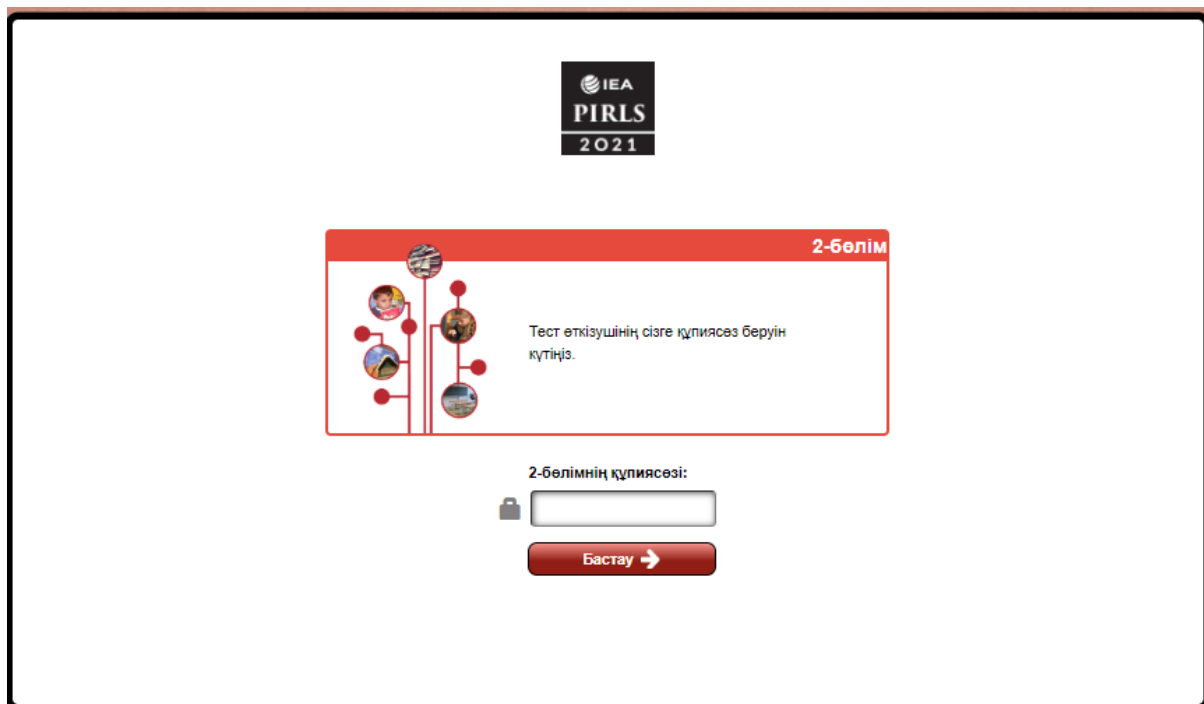 IEA
PIRLS
2021
2-бөлім
Тест өткізушінің сізге құпиясөз беруін
күтіңіз.
2-бөлімнің құпиясөзі:
Бастау